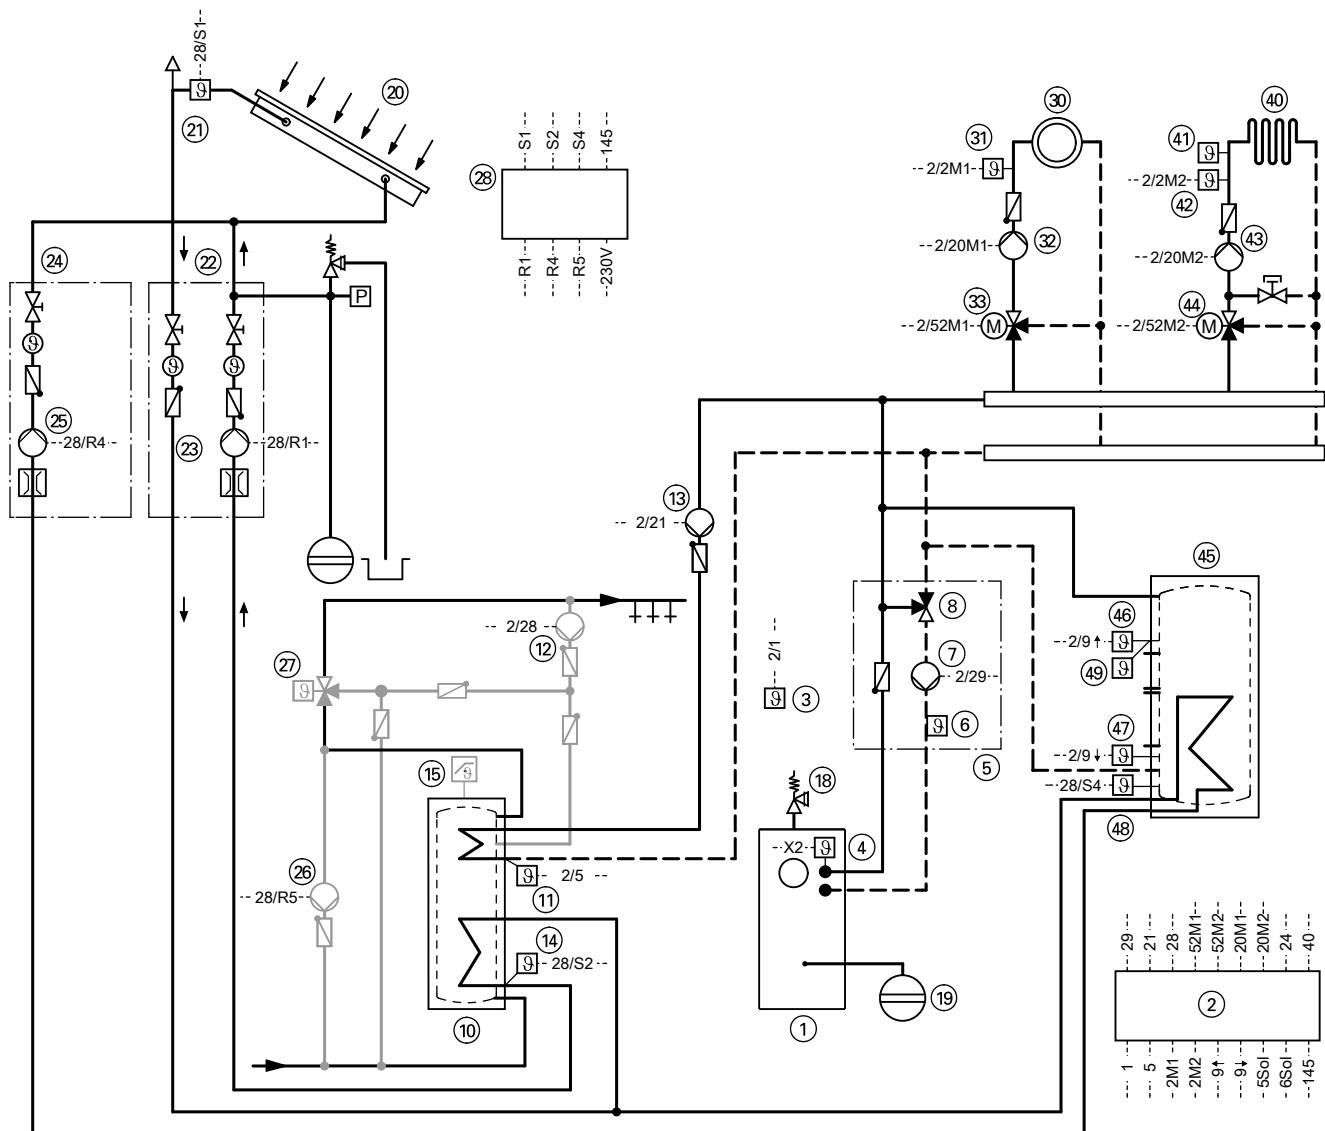 28/S1
20
21
S1
S2
S4
145
28
R1
R4
R5
230V
30
40
31
2/2M1
41
2/2M2
42
2/20M1
32
2/20M2
43
33
2/52M1
M
44
2/52M2
M
24
22
P
25
28/R4
23
28/R1
13
2/21
45
2/28
12
8
46
2/9
49
27
2/1
3
7
2/29
6
5
47
2/9
28/S4
48
15
18
X2
4
26
28/R5
2/5
11
14
28/S2
10
19
1
29
21
28
52M1
52M2
20M1
20M2
24
40
2
1
5
2M1
2M2
9↑
9↓
5Sol
6Sol
145